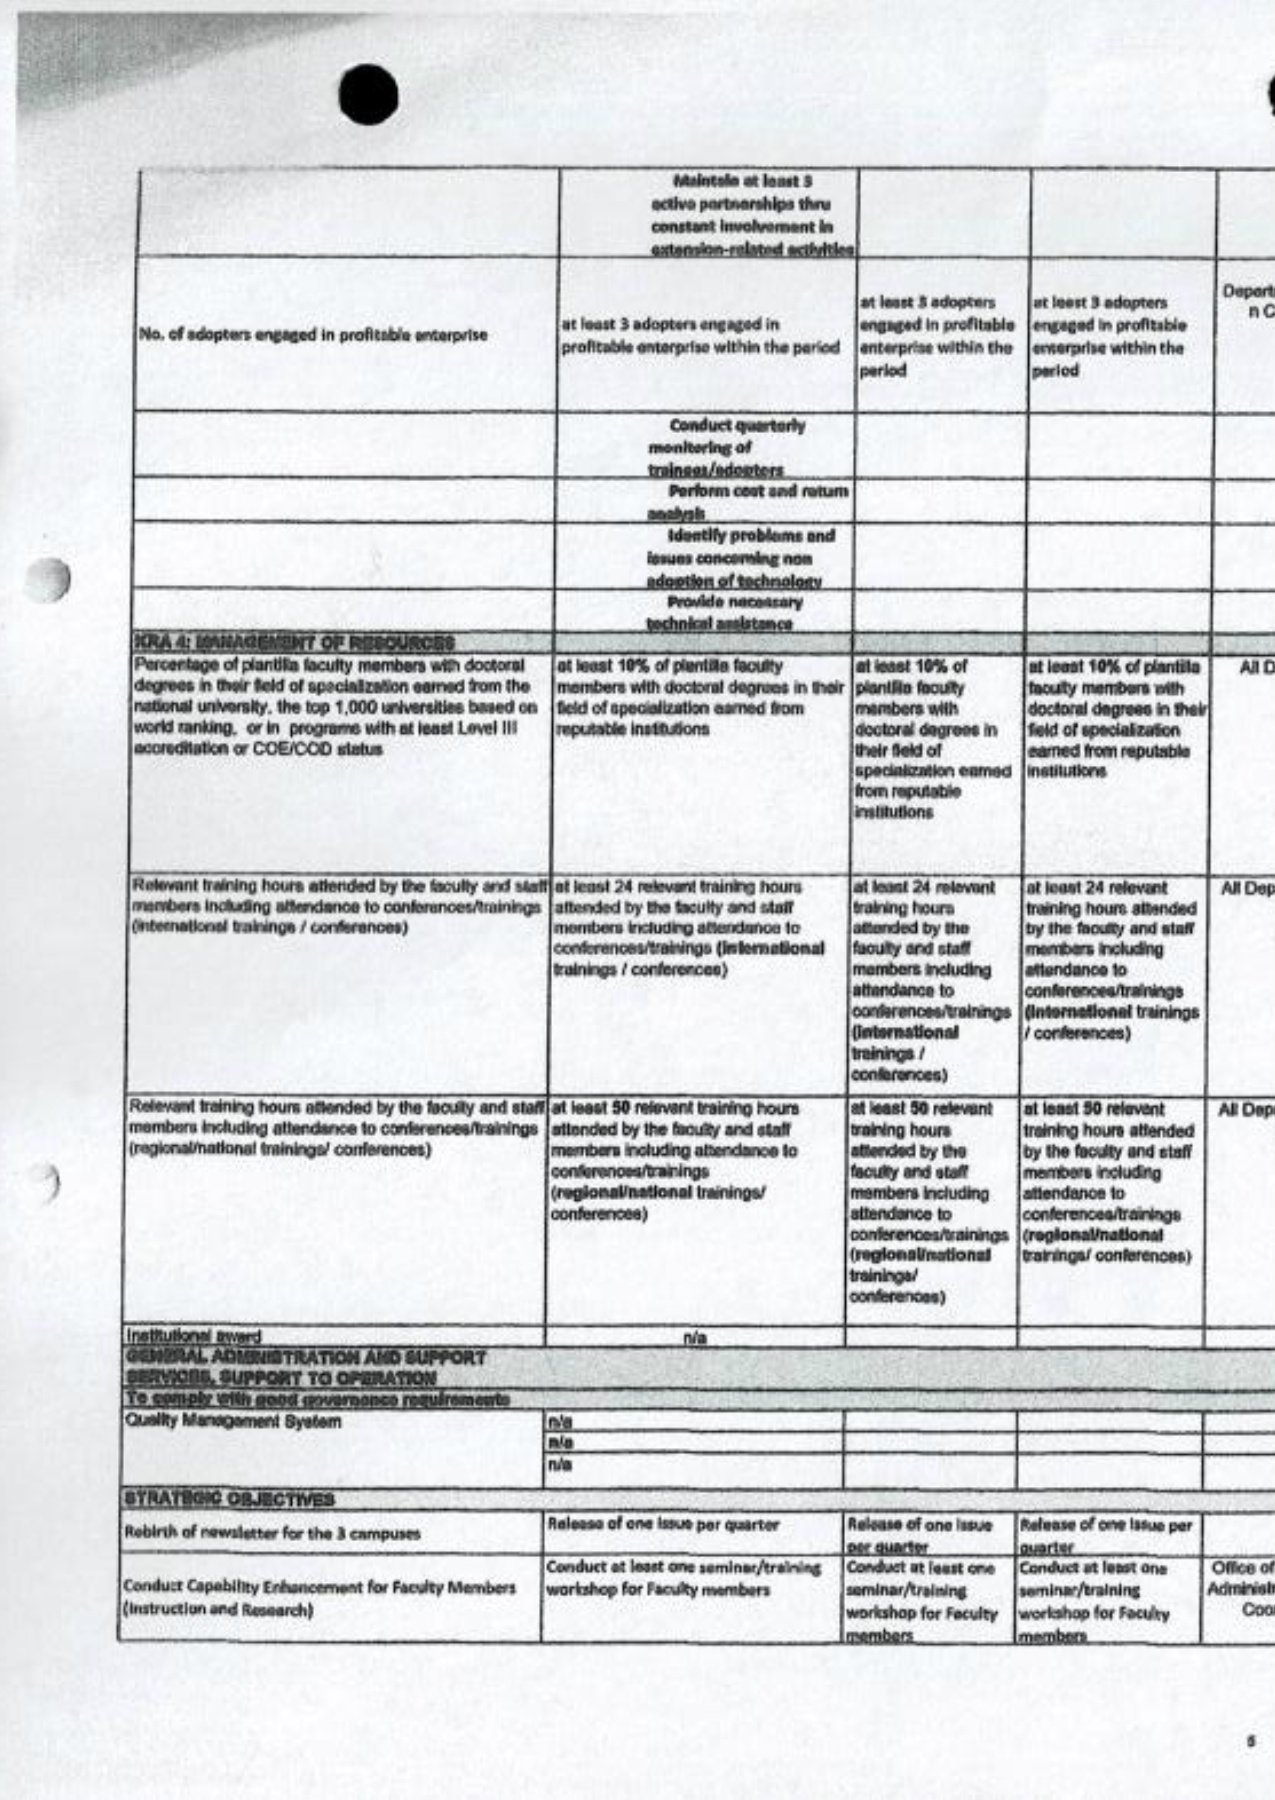 Maintain at least 3
active partnerships thru
constant involvement in
extension-related activities
No. of adopters engaged in profitable enterprise
at least 3 adopters engaged in
profitable enterprise within the period
at least 3 adopters
engaged in profitable
enterprise within the
period
at least 3 adopters
engaged in profitable
enterprise within the
period
Depart
n C
Conduct quarterly
monitoring of
trainees/adopters
Perform cost and return
analysis
Identify problems and
issues concerning non
adoption of technology
Provide necessary
technical assistance
KRA 4: MANAGEMENT OF RESOURCES
Percentage of plantilla faculty members with doctoral
degrees in their field of specialization earned from the
national university, the top 1,000 universities based on
world ranking, or in programs with at least Level III
accreditation or COE/COD status
at least 10% of plantilla faculty
members with doctoral degrees in their
field of specialization earned from
reputable institutions
at least 10% of
plantilla faculty
members with
doctoral degrees in
their field of
specialization earned
from reputable
institutions
at least 10% of plantilla
faculty members with
doctoral degrees in their
field of specialization
earned from reputable
institutions
All D
Relevant training hours attended by the faculty and staff
members including attendance to conferences/trainings
(international trainings / conferences)
at least 24 relevant training hours
attended by the faculty and staff
members including attendance to
conferences/trainings (international
trainings / conferences)
at least 24 relevant
training hours
attended by the
faculty and staff
members including
attendance to
conferences/trainings
(international
trainings /
conferences)
at least 24 relevant
training hours attended
by the faculty and staff
members including
attendance to
conferences/trainings
(international trainings
/ conferences)
All Dep
Relevant training hours attended by the faculty and staff
members including attendance to conferences/trainings
(regional/national trainings/ conferences)
at least 50 relevant training hours
attended by the faculty and staff
members including attendance to
conferences/trainings
(regional/national trainings/
conferences)
at least 50 relevant
training hours
attended by the
faculty and staff
members including
attendance to
conferences/trainings
(regional/national
trainings/
conferences)
at least 50 relevant
training hours attended
by the faculty and staff
members including
attendance to
conferences/trainings
(regional/national
trainings/ conferences)
All Dep
Institutional award
n/a
GENERAL ADMINISTRATION AND SUPPORT
SERVICES, SUPPORT TO OPERATION
To comply with good governance requirements
Quality Management System
n/a
n/a
n/a
STRATEGIC OBJECTIVES
Rebirth of newsletter for the 3 campuses
Release of one issue per quarter
Release of one issue
per quarter
Release of one issue per
quarter
Conduct Capability Enhancement for Faculty Members
(Instruction and Research)
Conduct at least one seminar/training
workshop for Faculty members
Conduct at least one
seminar/training
workshop for Faculty
members
Conduct at least one
seminar/training
workshop for Faculty
members
Office of
Administ
Coo
5